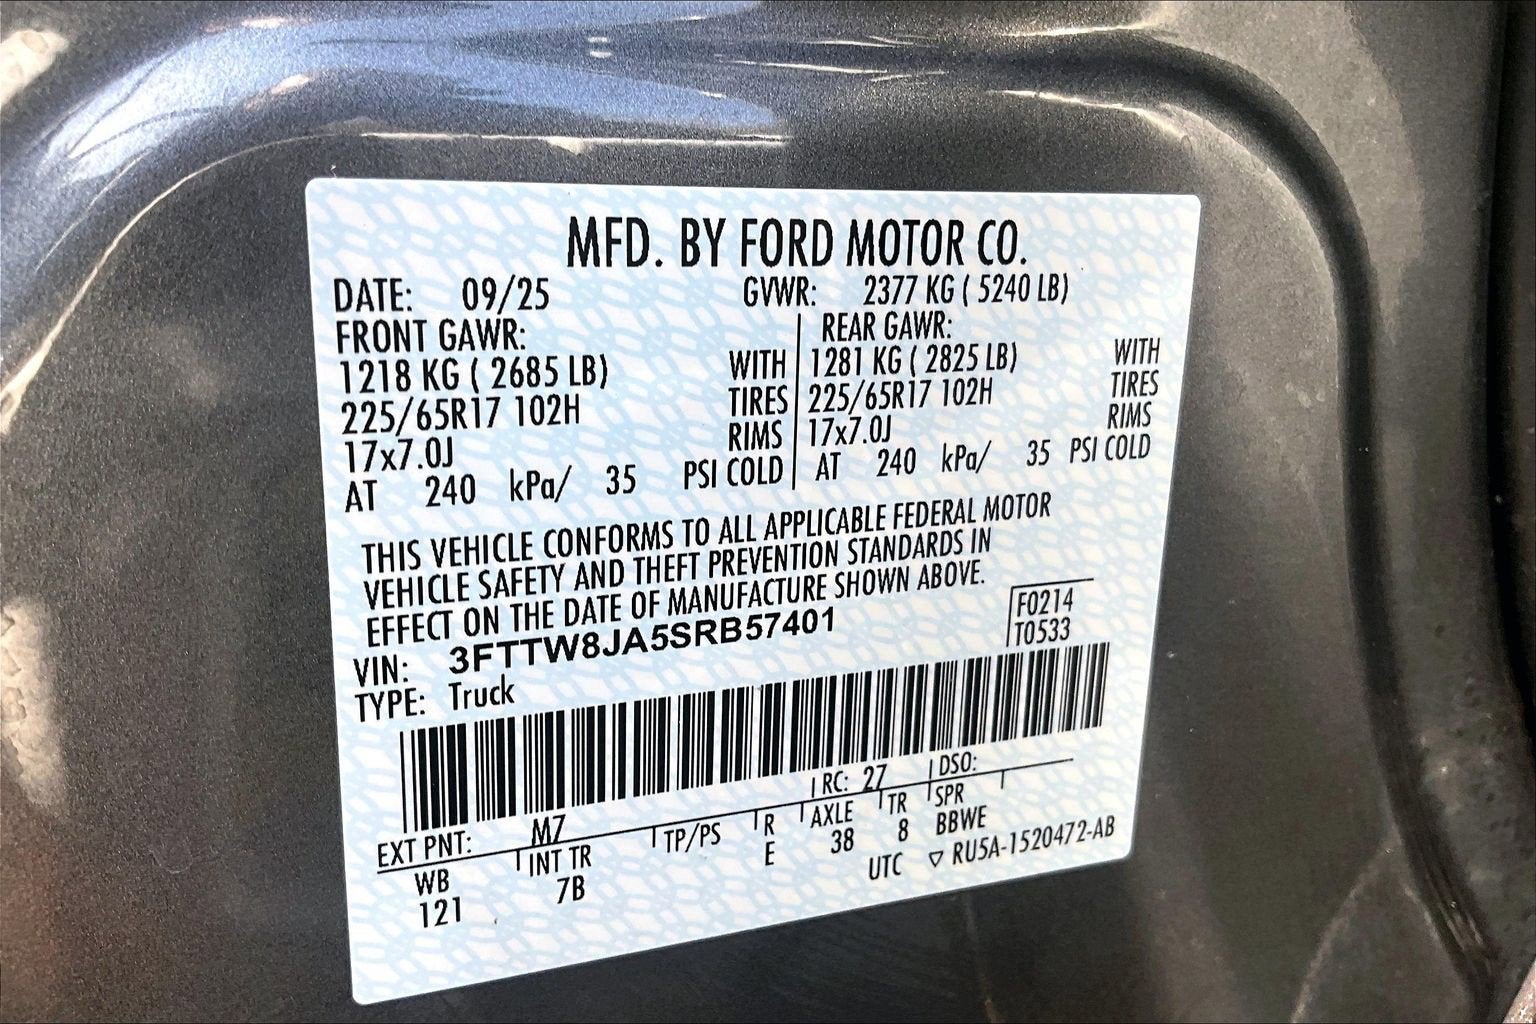 MFD. BY FORD MOTOR CO.
DATE: 09/25 GVWR: 2377 KG ( 5240 LB)
FRONT GAWR: REAR GAWR:
1218 KG ( 2685 LB) WITH 1281 KG ( 2825 LB) WITH
225/65R17 102H TIRES 225/65R17 102H TIRES
17x7.0J RIMS 17x7.0J RIMS
AT 240 kPa/ 35 PSI COLD AT 240 kPa/ 35 PSI COLD
THIS VEHICLE CONFORMS TO ALL APPLICABLE FEDERAL MOTOR
VEHICLE SAFETY AND THEFT PREVENTION STANDARDS IN
EFFECT ON THE DATE OF MANUFACTURE SHOWN ABOVE.
F0214
VIN: 3FTTW8JA5SRB57401 T0533
TYPE: Truck
EXT PNT: M7 RC: 27 DSO:
WB INT TR TP/PS R AXLE TR SPR
121 7B E 38 8 BBWE
UTC ▽ RU5A-1520472-AB